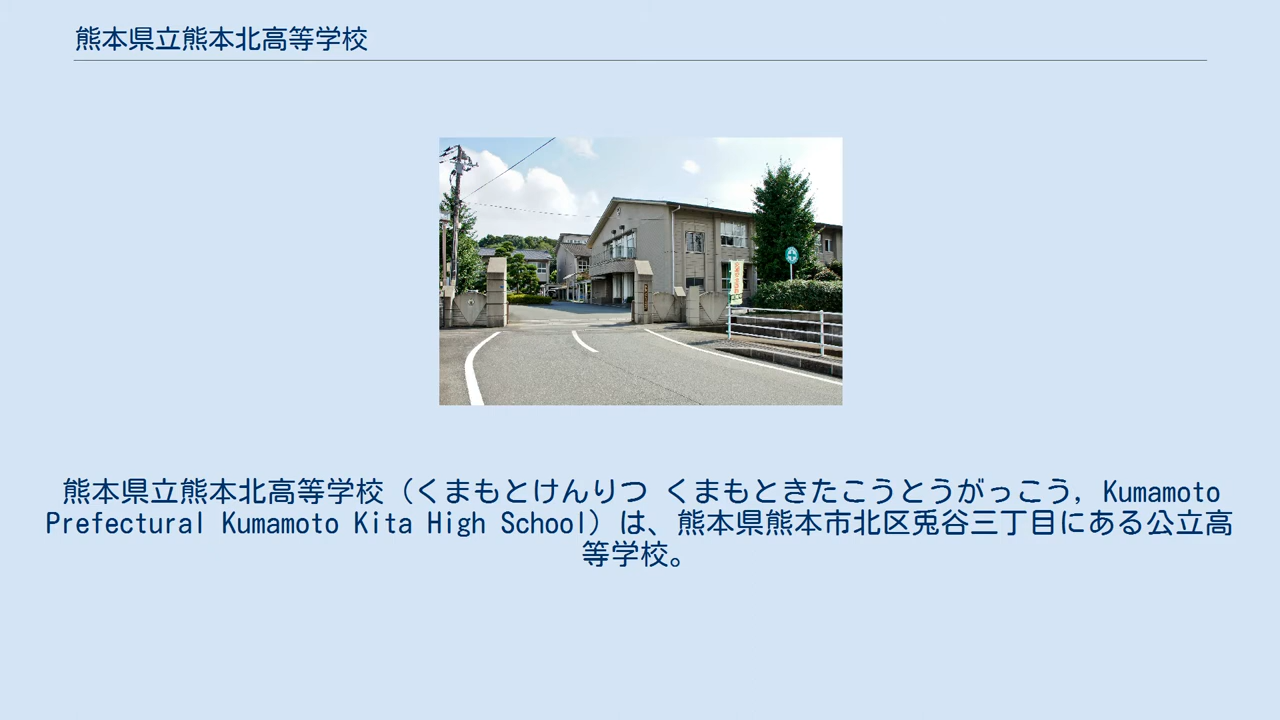 熊本県立熊本北高等学校
熊本県立熊本北高等学校（くまもとけんりつ くまもときたこうとうがっこう, Kumamoto
Prefectural Kumamoto Kita High School）は、熊本県熊本市北区兎谷三丁目にある公立高
等学校。